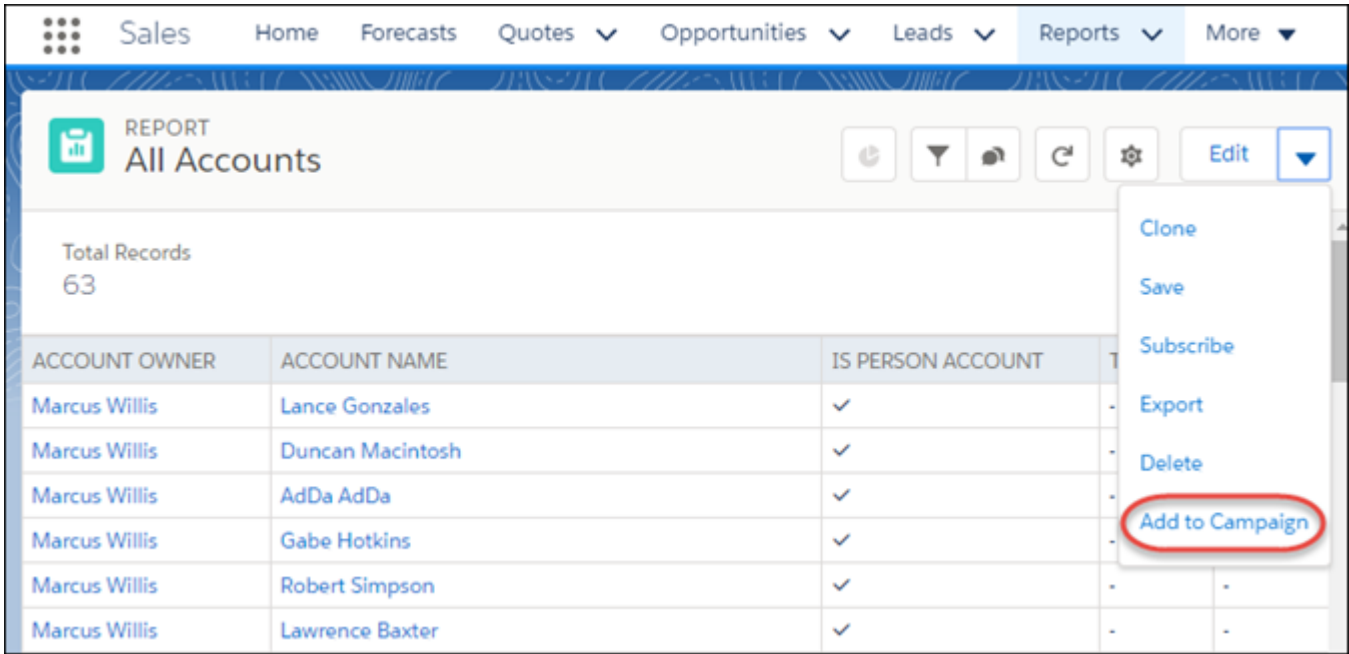 Sales Home Forecasts Quotes Opportunities Leads Reports More
REPORT
All Accounts
Edit
Clone
Save
Subscribe
Export
Delete
Add to Campaign
Total Records
63
ACCOUNT OWNER ACCOUNT NAME IS PERSON ACCOUNT T
Marcus Willis Lance Gonzales ✓ -
Marcus Willis Duncan Macintosh ✓ -
Marcus Willis AdDa AdDa ✓ -
Marcus Willis Gabe Hotkins ✓ -
Marcus Willis Robert Simpson ✓ - -
Marcus Willis Lawrence Baxter ✓ - -